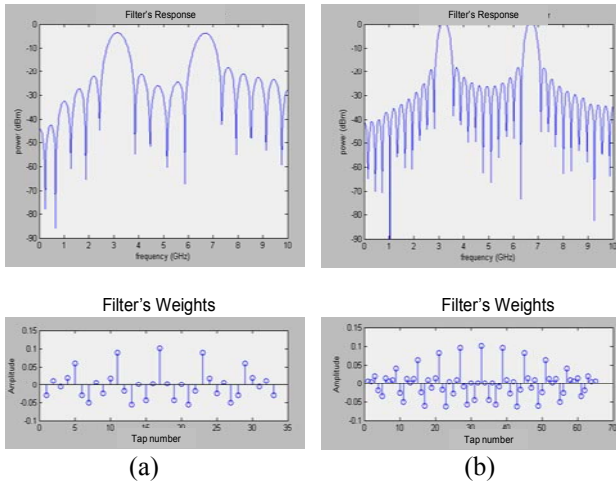 Filter's Response
0
-10
-20
-30
-40
-50
-60
-70
-80
-90
power (dBm)
0 1 2 3 4 5 6 7 8 9 10
frequency (GHz)
Filter's Response
0
-10
-20
-30
-40
-50
-60
-70
-80
-90
power (dBm)
0 1 2 3 4 5 6 7 8 9 10
frequency (GHz)
Filter's Weights
0.15
0.1
0.05
0
-0.05
-0.1
Amplitude
0 5 10 15 20 25 30 35
Tap number
Filter's Weights
0.15
0.1
0.05
0
-0.05
-0.1
Amplitude
0 10 20 30 40 50 60 70
Tap number
(a)
(b)